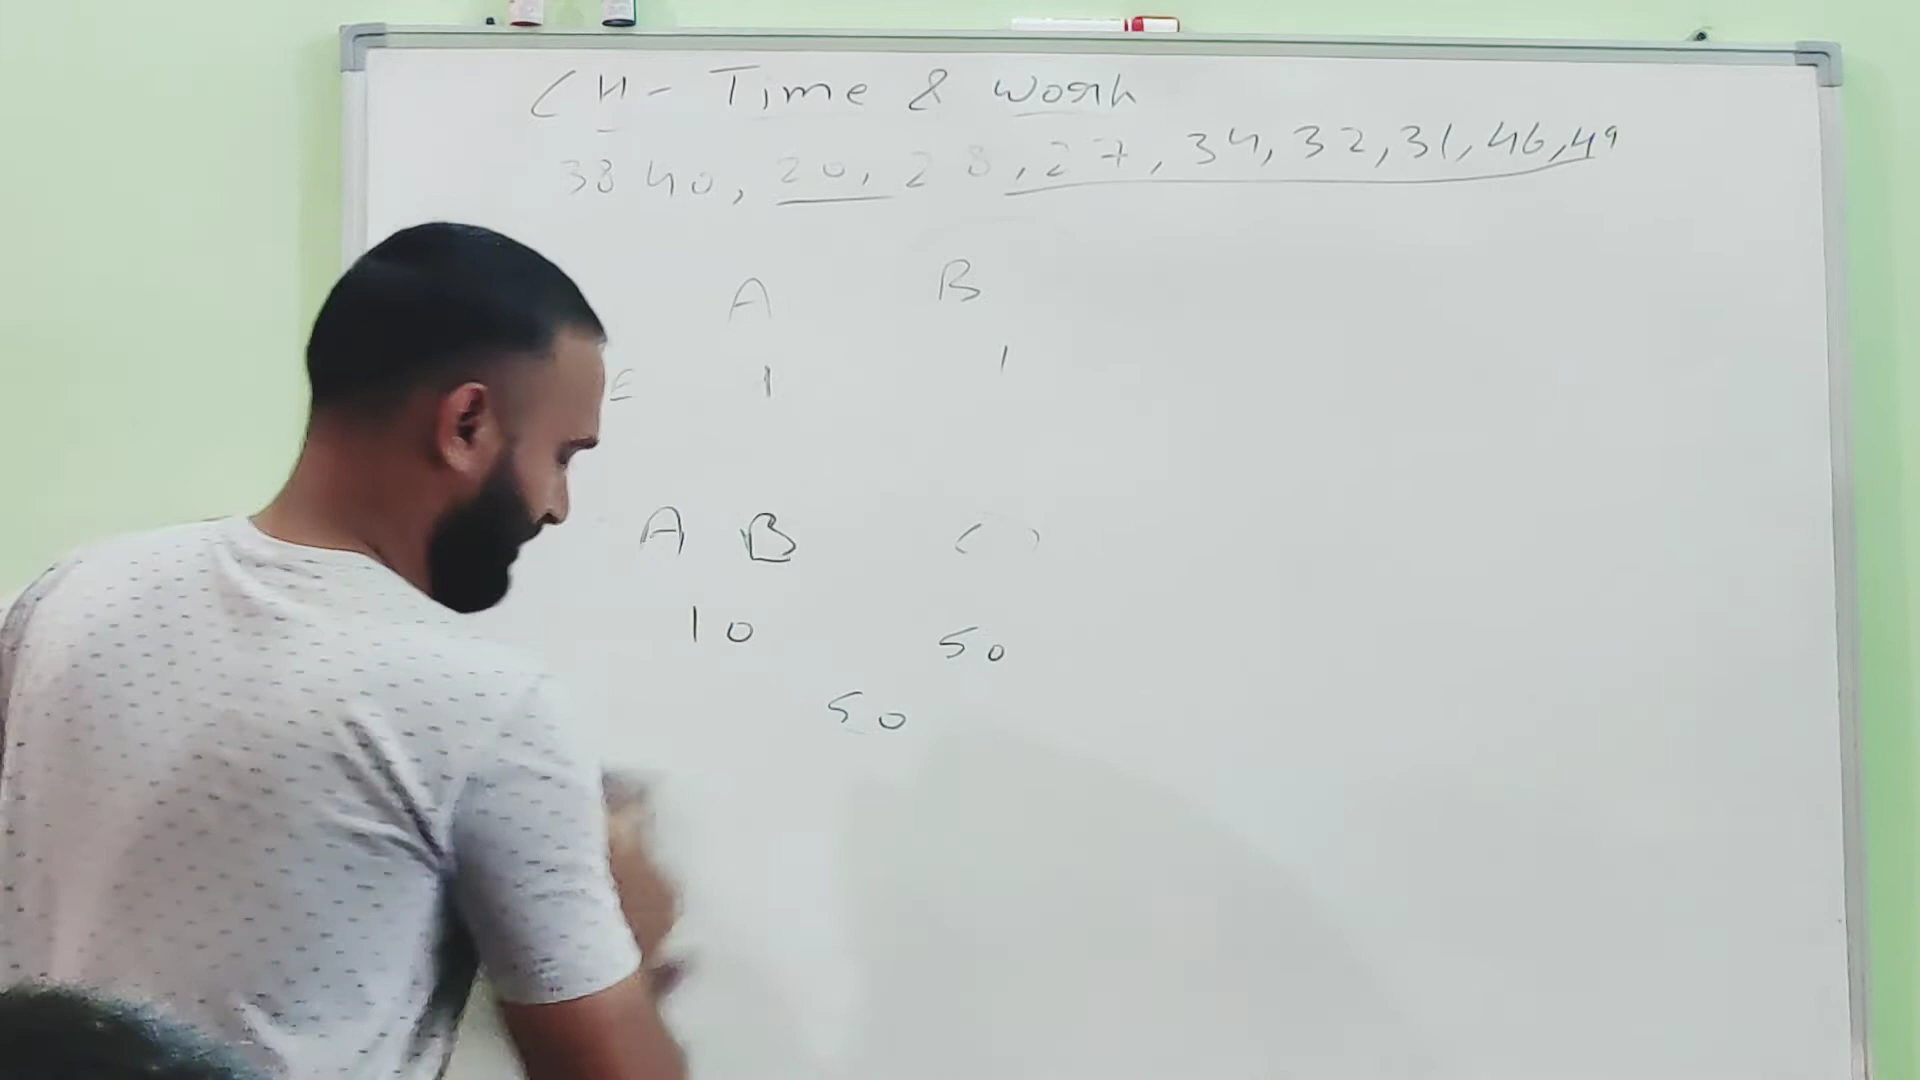 CH - Time & Work
38 40, 20, 28, 27, 34, 32, 31, 46, 49
A B
E 1 1
A B C
10 50
50